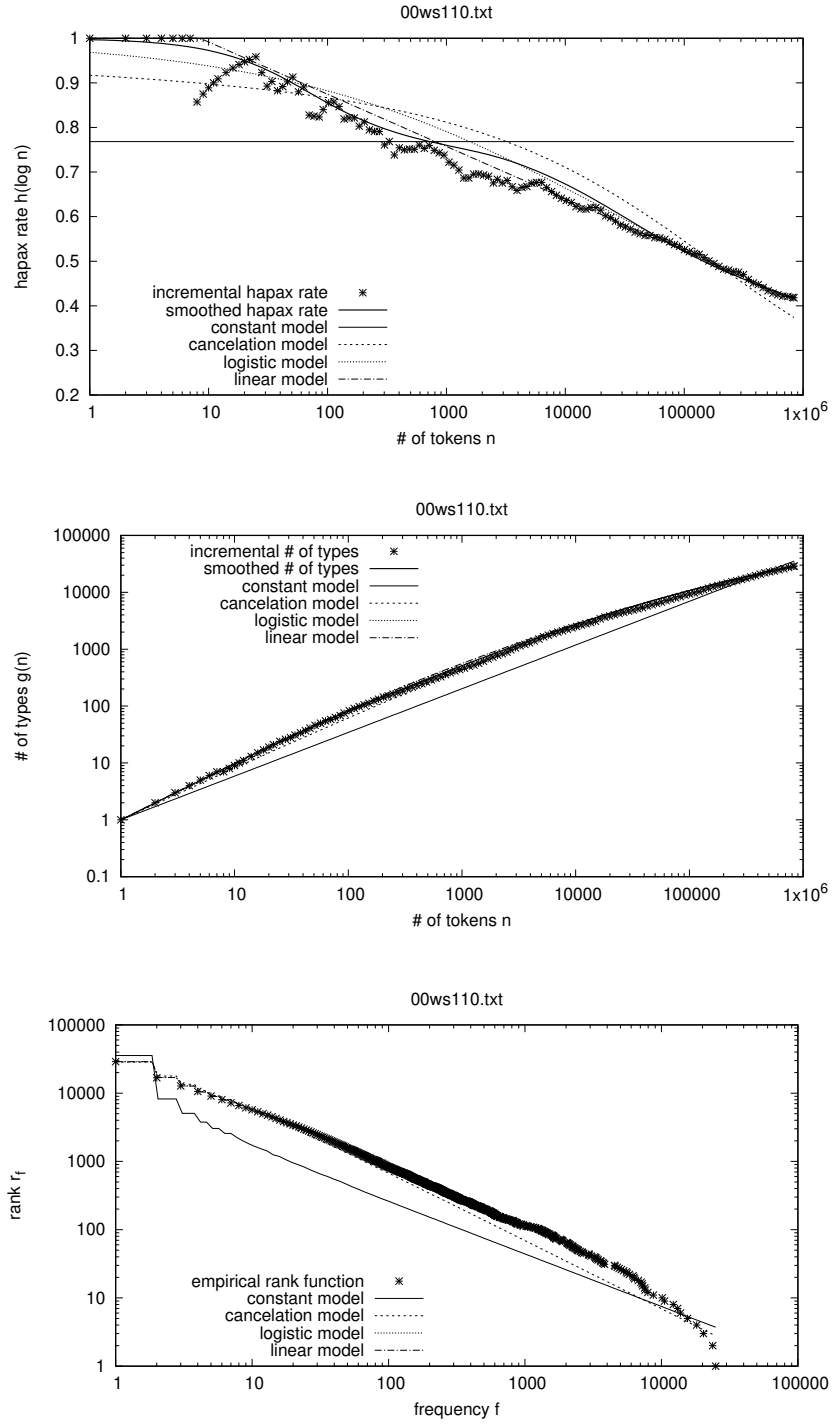 00ws110.txt
1
0.9
0.8
0.7
0.6
0.5
0.4
0.3
0.2
hapax rate h(log n)
incremental hapax rate
smoothed hapax rate
constant model
cancelation model
logistic model
linear model
1 10 100 1000 10000 100000 1x10⁶
# of tokens n
00ws110.txt
100000
10000
1000
100
10
1
0.1
# of types g(n)
incremental # of types
smoothed # of types
constant model
cancelation model
logistic model
linear model
1 10 100 1000 10000 100000 1x10⁶
# of tokens n
00ws110.txt
100000
10000
1000
100
10
1
rank r_f
empirical rank function
constant model
cancelation model
logistic model
linear model
1 10 100 1000 10000 100000
frequency f